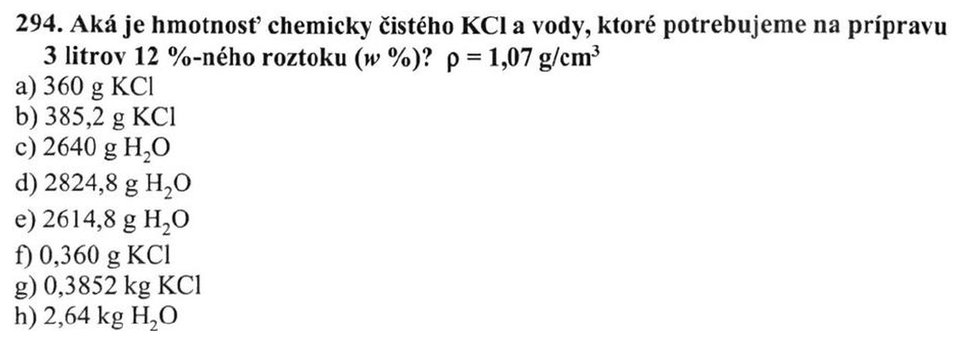 294. Aká je hmotnosť chemicky čistého KCl a vody, ktoré potrebujeme na prípravu
3 litrov 12 %-ného roztoku (w %)? ρ = 1,07 g/cm³
a) 360 g KCl
b) 385,2 g KCl
c) 2640 g H₂O
d) 2824,8 g H₂O
e) 2614,8 g H₂O
f) 0,360 g KCl
g) 0,3852 kg KCl
h) 2,64 kg H₂O